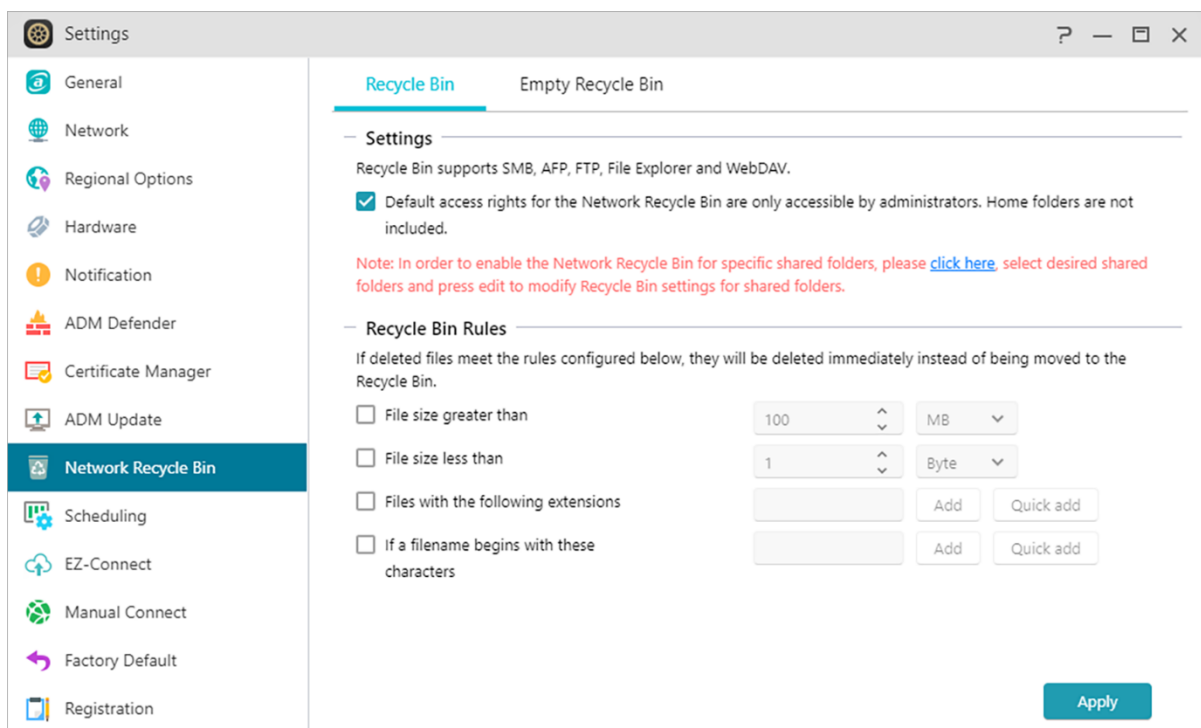 Settings
General
Network
Regional Options
Hardware
Notification
ADM Defender
Certificate Manager
ADM Update
Network Recycle Bin
Scheduling
EZ-Connect
Manual Connect
Factory Default
Registration
Recycle Bin
Empty Recycle Bin
Settings
Recycle Bin supports SMB, AFP, FTP, File Explorer and WebDAV.
Default access rights for the Network Recycle Bin are only accessible by administrators. Home folders are not
included.
Note: In order to enable the Network Recycle Bin for specific shared folders, please click here, select desired shared
folders and press edit to modify Recycle Bin settings for shared folders.
Recycle Bin Rules
If deleted files meet the rules configured below, they will be deleted immediately instead of being moved to the
Recycle Bin.
File size greater than 100 MB
File size less than 1 Byte
Files with the following extensions Add Quick add
If a filename begins with these Add Quick add
characters
Apply